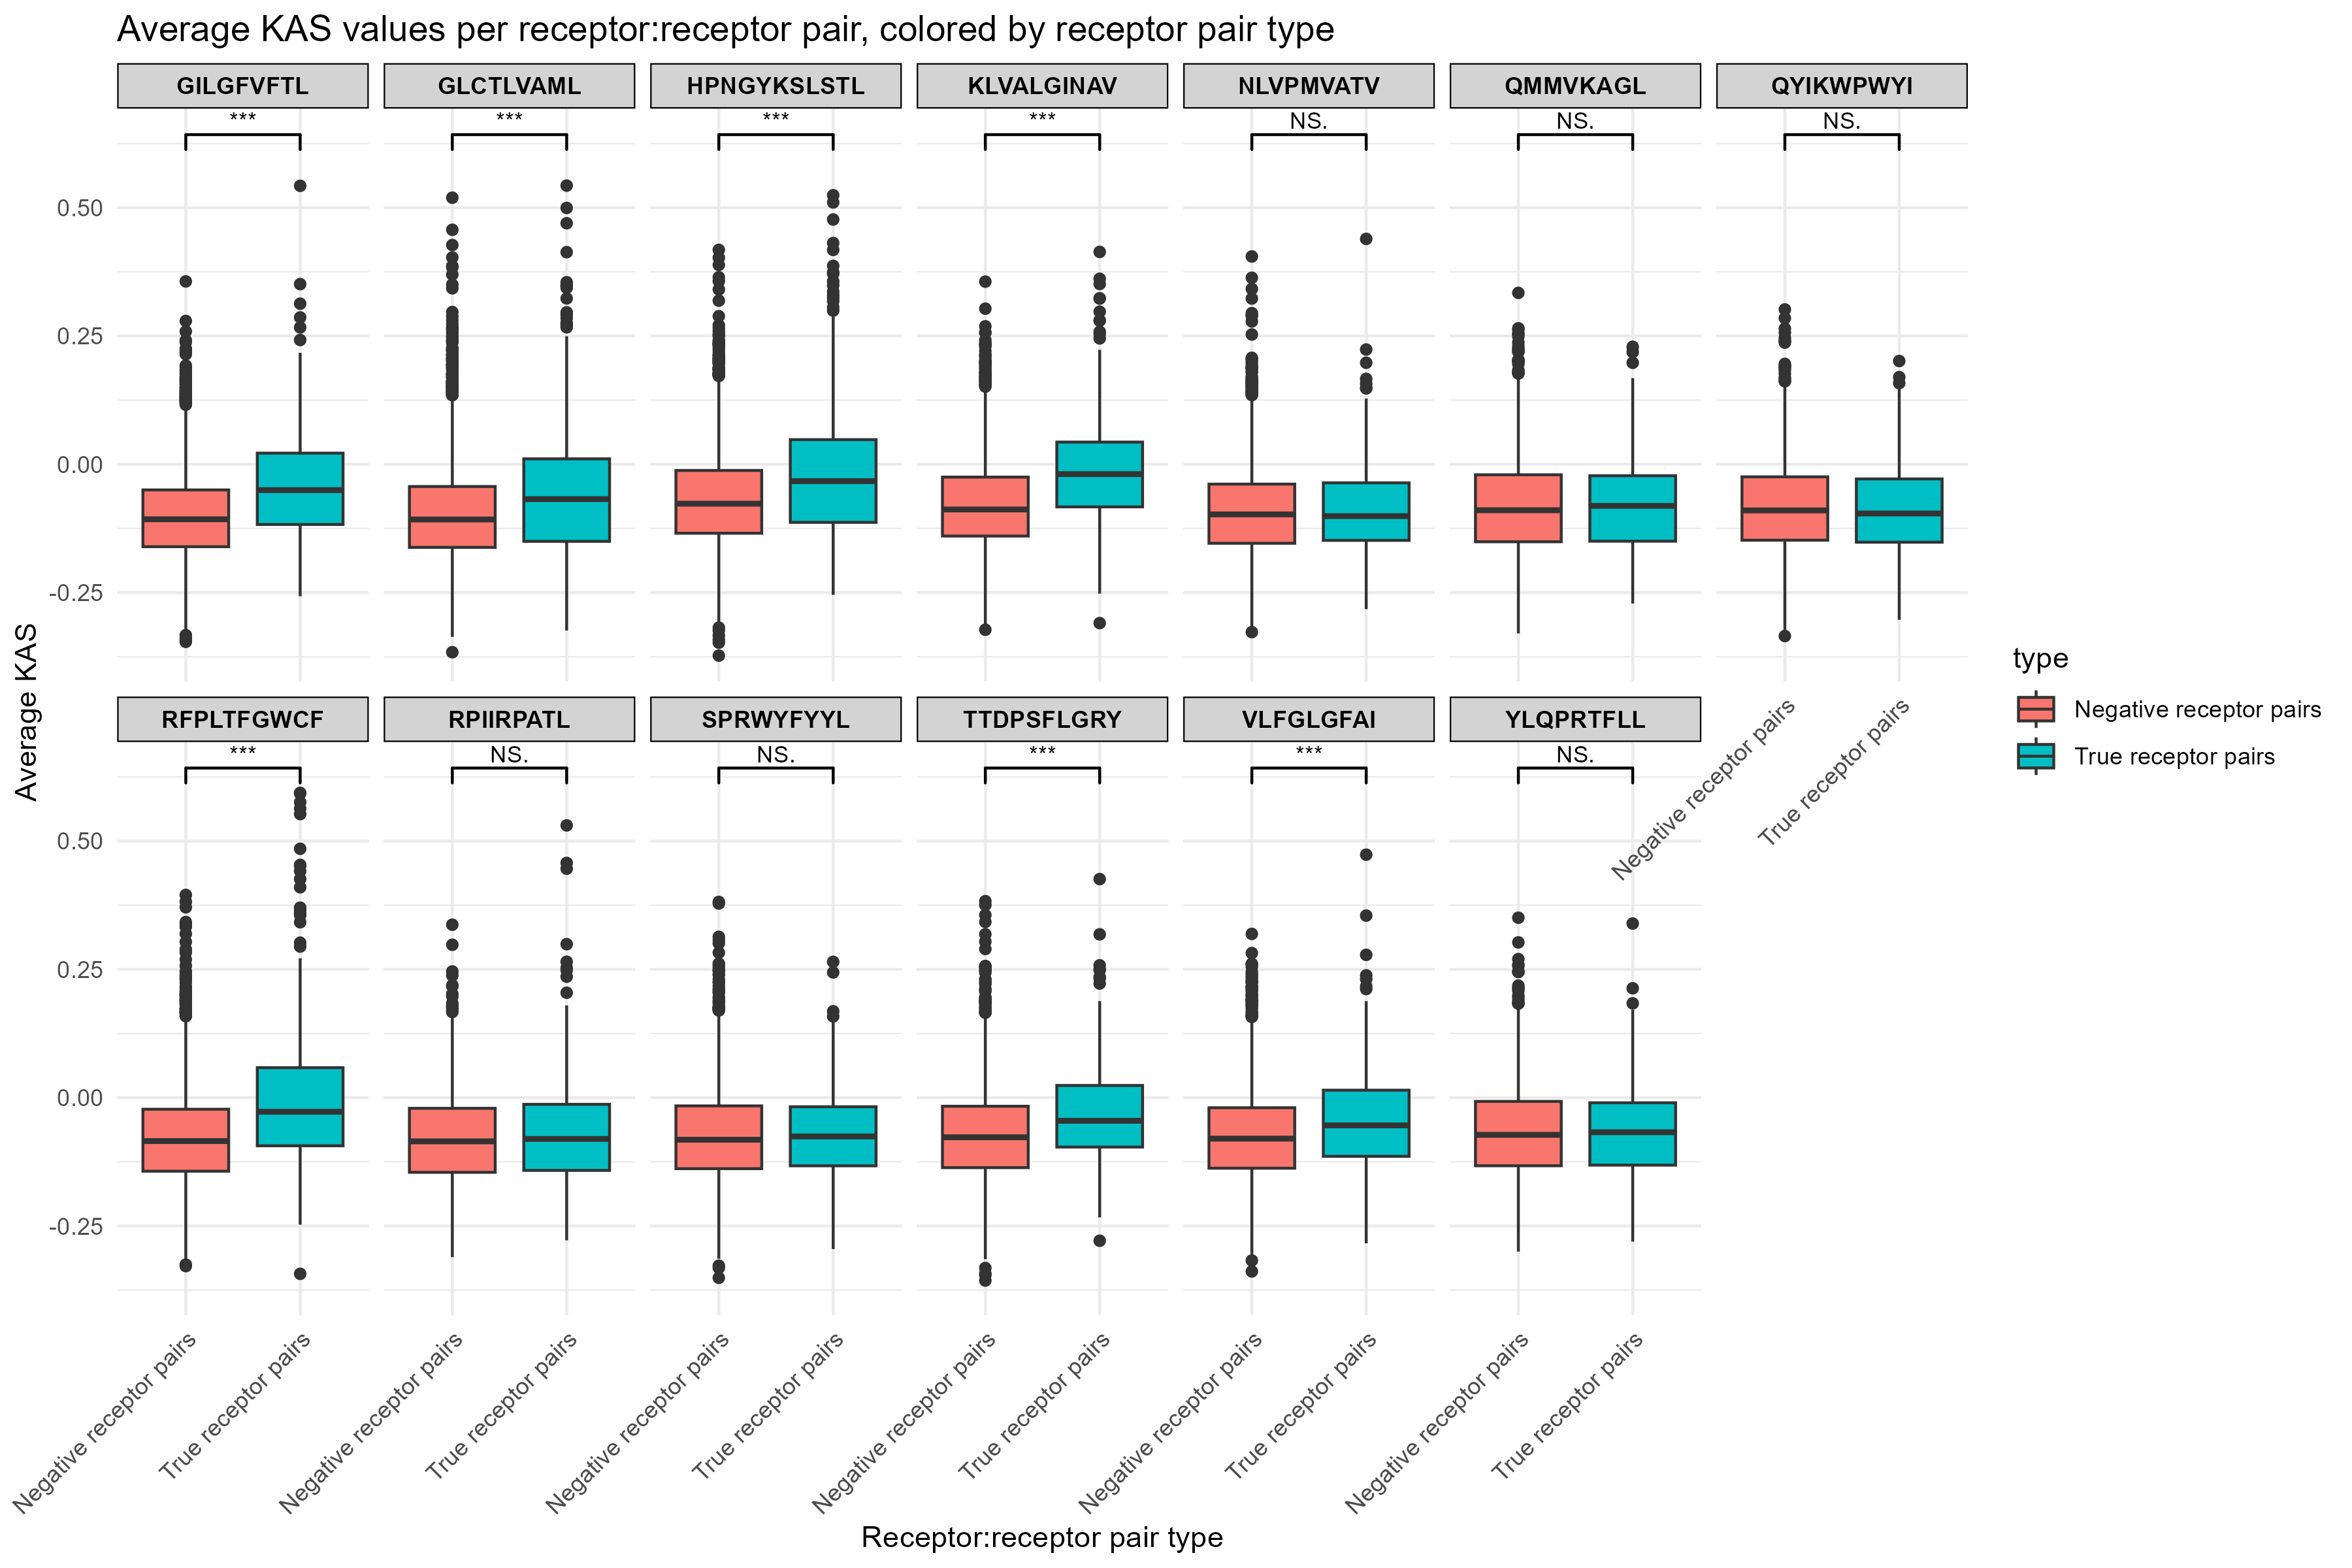 Average KAS values per receptor:receptor pair, colored by receptor pair type
GILGFVFTL GLCTLVAML HPNGYKSLSTL KLVALGINAV NLVPMVATV QMMVKAGL QYIKWPWYI
*** *** *** *** NS. NS. NS.
0.50
0.25
0.00
-0.25
Average KAS
type
Negative receptor pairs
True receptor pairs
Negative receptor pairs
True receptor pairs
RFPLTFGWCF RPIIRPATL SPRWYFYYL TTDPSFLGRY VLFGLGFAI YLQPRTFLL
*** NS. NS. *** *** NS.
0.50
0.25
0.00
-0.25
Negative receptor pairs
True receptor pairs
Negative receptor pairs
True receptor pairs
Negative receptor pairs
True receptor pairs
Negative receptor pairs
True receptor pairs
Negative receptor pairs
True receptor pairs
Negative receptor pairs
True receptor pairs
Receptor:receptor pair type